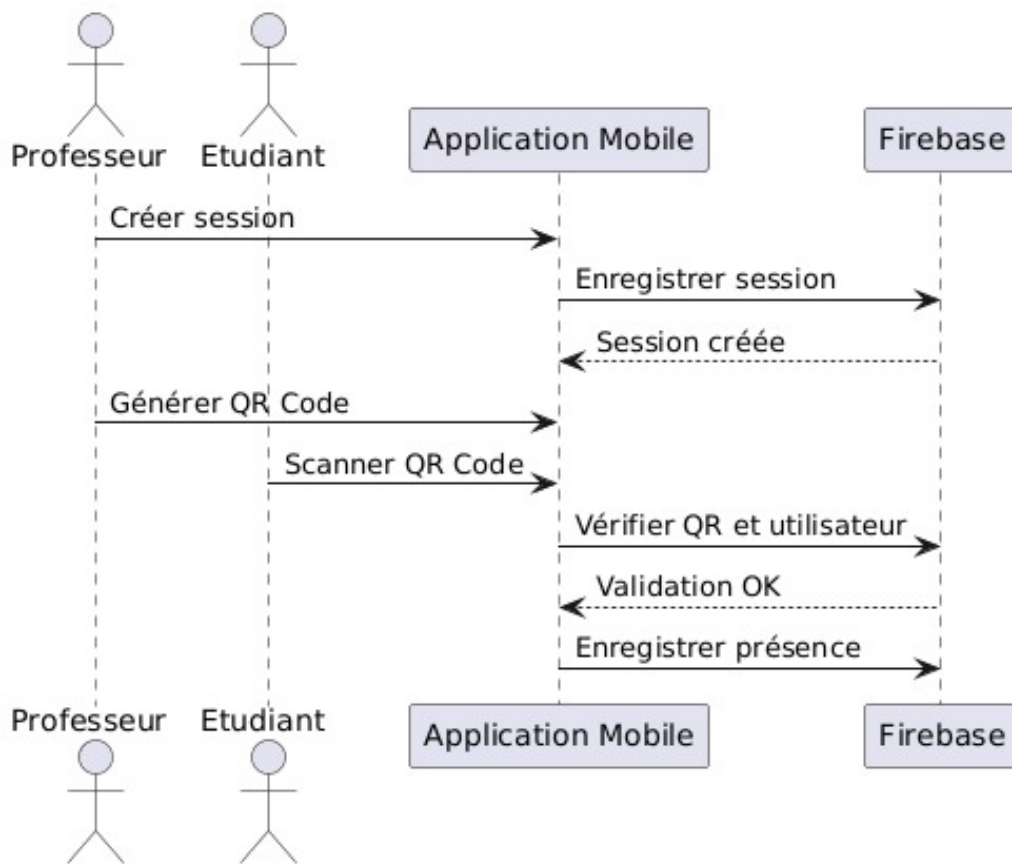 Professeur
Etudiant
Application Mobile
Firebase
Créer session
Enregistrer session
Session créée
Générer QR Code
Scanner QR Code
Vérifier QR et utilisateur
Validation OK
Enregistrer présence
Professeur
Etudiant
Application Mobile
Firebase